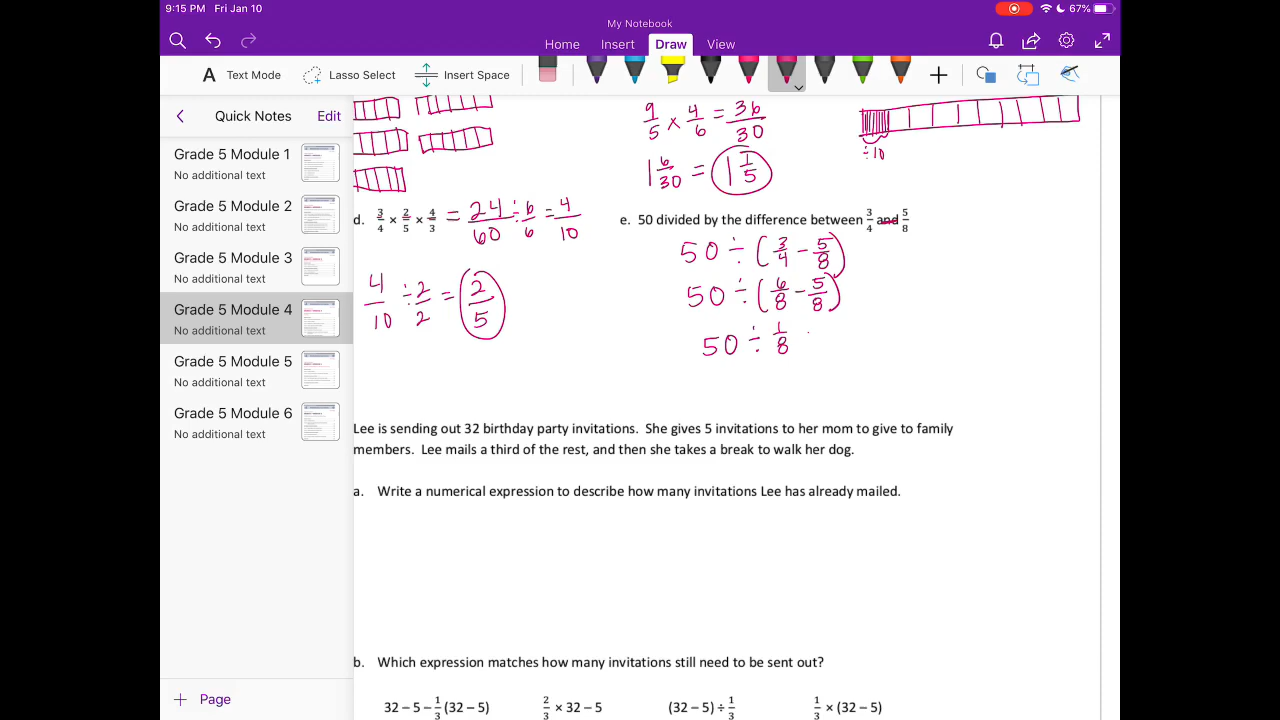 9:15 PM Fri Jan 10
67%
My Notebook
Home Insert Draw View
A Text Mode Lasso Select Insert Space
Quick Notes Edit
Grade 5 Module 1
No additional text
Grade 5 Module 2
No additional text
Grade 5 Module 3
No additional text
Grade 5 Module 4
No additional text
Grade 5 Module 5
No additional text
Grade 5 Module 6
No additional text
Page
9/5 × 4/6 = 36/30
1 6/30 = 1 1/5
÷10
d. 3/4 × 2/5 × 4/3 = 24/60 ÷ 6/6 = 4/10
4/10 ÷ 2/2 = 2/5
e. 50 divided by the difference between 3/4 and 5/8
50 ÷ (3/4 − 5/8)
50 ÷ (6/8 − 5/8)
50 ÷ 1/8
Lee is sending out 32 birthday party invitations. She gives 5 invitations to her mom to give to family
members. Lee mails a third of the rest, and then she takes a break to walk her dog.
a. Write a numerical expression to describe how many invitations Lee has already mailed.
b. Which expression matches how many invitations still need to be sent out?
32 − 5 − 1/3 (32 − 5) 2/3 × 32 − 5 (32 − 5) ÷ 1/3 1/3 × (32 − 5)